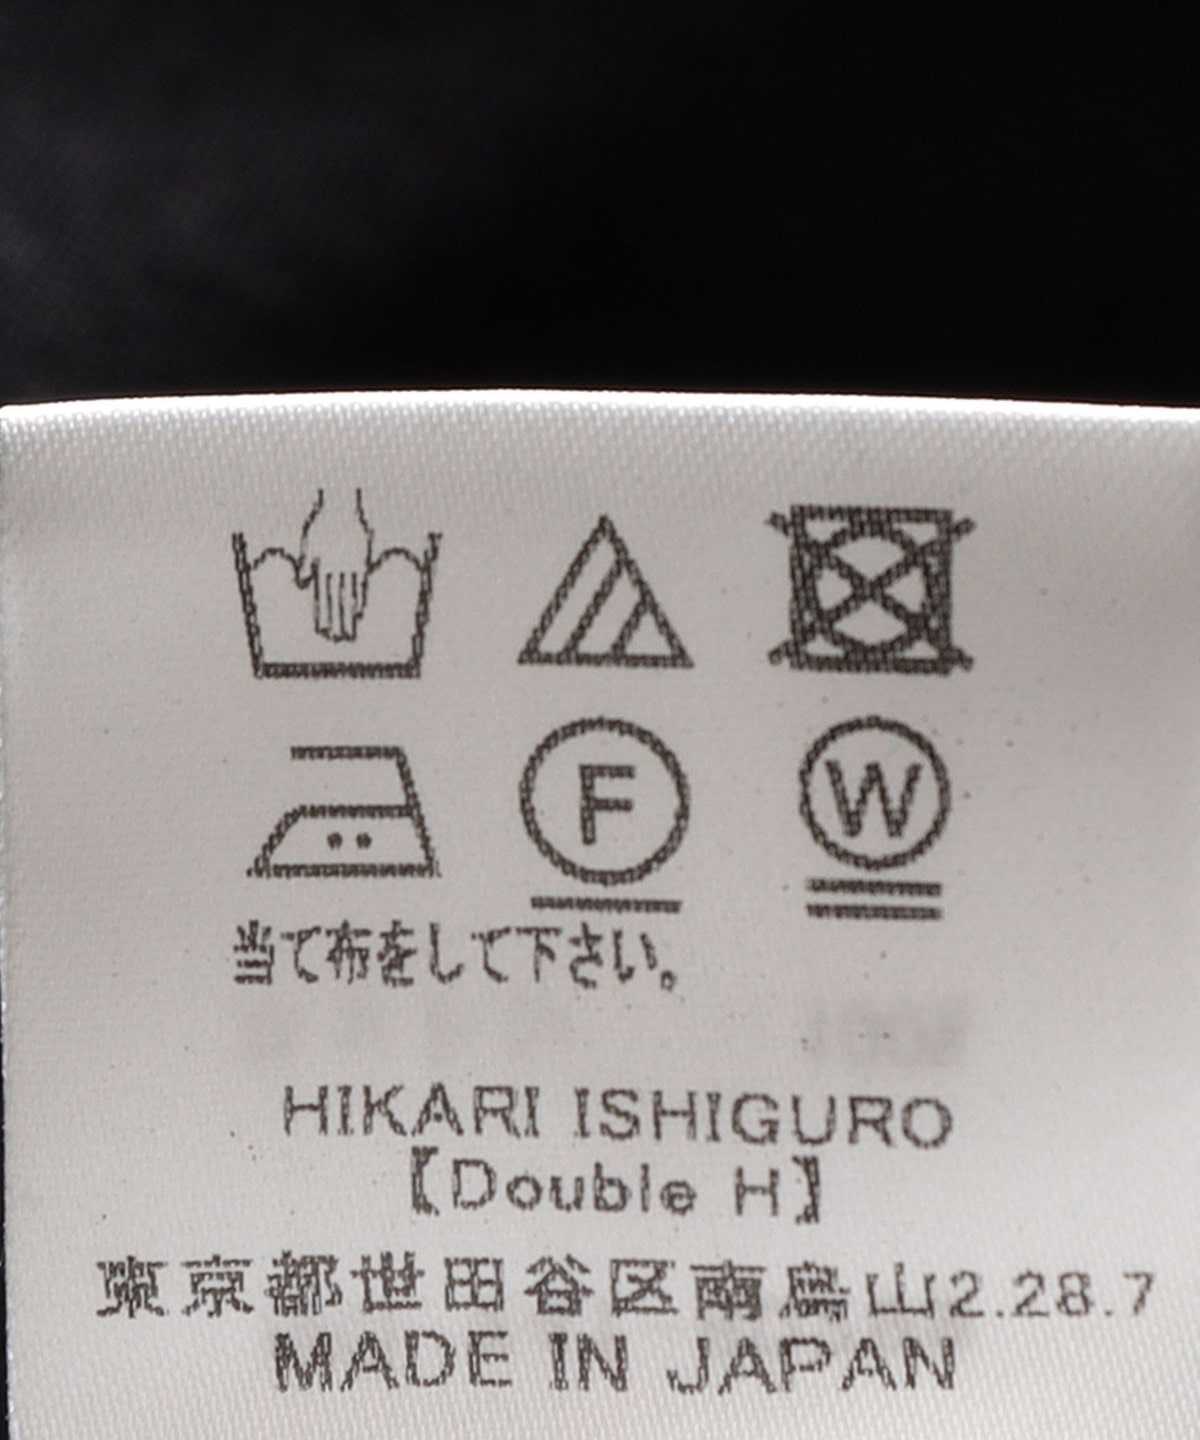 F W
当て布をして下さい。
HIKARI ISHIGURO
【Double H】
東京都世田谷区南烏山2.28.7
MADE IN JAPAN